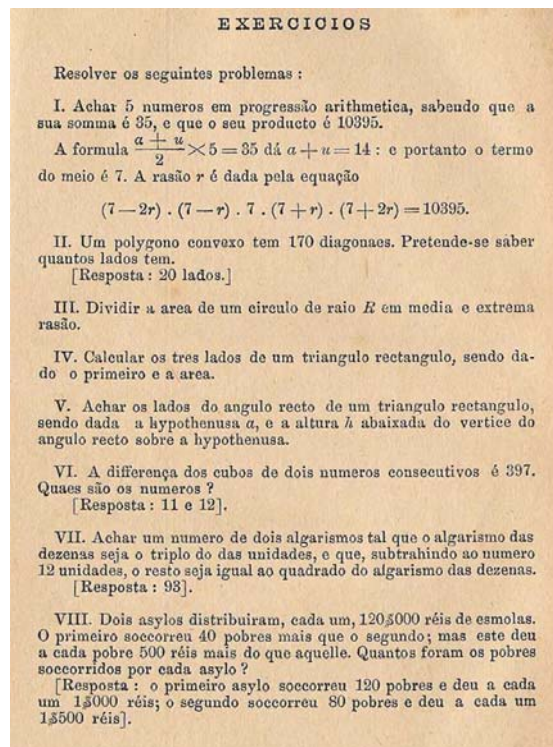 EXERCICIOS
Resolver os seguintes problemas :
I. Achar 5 numeros em progressão arithmetica, sabendo que a
sua somma é 35, e que o seu producto é 10395.
A formula (a + u)/2 × 5 = 35 dá a + u = 14 : e portanto o termo
do meio é 7. A rasão r é dada pela equação
(7 — 2r) . (7 — r) . 7 . (7 + r) . (7 + 2r) = 10395.
II. Um polygono convexo tem 170 diagonaes. Pretende-se saber
quantos lados tem.
[Resposta : 20 lados.]
III. Dividir a area de um circulo de raio R em media e extrema
rasão.
IV. Calcular os tres lados de um triangulo rectangulo, sendo da-
do o primeiro e a area.
V. Achar os lados do angulo recto de um triangulo rectangulo,
sendo dada a hypothenusa a, e a altura h abaixada do vertice do
angulo recto sobre a hypothenusa.
VI. A differença dos cubos de dois numeros consecutivos é 397.
Quaes são os numeros ?
[Resposta : 11 e 12].
VII. Achar um numero de dois algarismos tal que o algarismo das
dezenas seja o triplo do das unidades, e que, subtrahindo ao numero
12 unidades, o resto seja igual ao quadrado do algarismo das dezenas.
[Resposta : 93].
VIII. Dois asylos distribuiram, cada um, 120$000 réis de esmolas.
O primeiro soccorreu 40 pobres mais que o segundo; mas este deu
a cada pobre 500 réis mais do que aquelle. Quantos foram os pobres
soccorridos por cada asylo ?
[Resposta : o primeiro asylo soccorreu 120 pobres e deu a cada
um 1$000 réis; o segundo soccorreu 80 pobres e deu a cada um
1$500 réis].